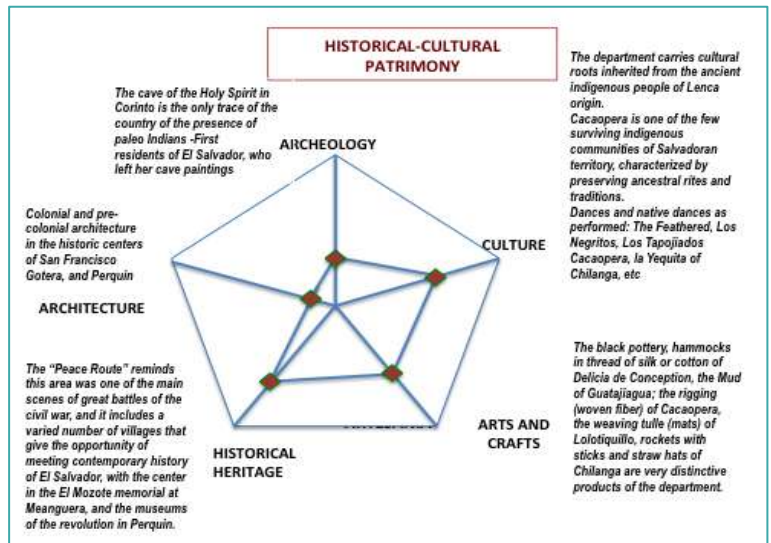 HISTORICAL-CULTURAL
PATRIMONY
The cave of the Holy Spirit in
Corinto is the only trace of the
country of the presence of
paleo Indians -First
residents of El Salvador, who
left her cave paintings
ARCHEOLOGY
The department carries cultural
roots inherited from the ancient
indigenous people of Lenca
origin.
Cacaopera is one of the few
surviving indigenous
communities of Salvadoran
territory, characterized by
preserving ancestral rites and
traditions.
Dances and native dances as
performed: The Feathered, Los
Negritos, Los Tapojiados
Cacaopera, la Yequita of
Chilanga, etc
CULTURE
Colonial and pre-
colonial architecture
in the historic centers
of San Francisco
Gotera, and Perquin
ARCHITECTURE
The "Peace Route" reminds
this area was one of the main
scenes of great battles of the
civil war, and it includes a
varied number of villages that
give the opportunity of
meeting contemporary history
of El Salvador, with the center
in the El Mozote memorial at
Meanguera, and the museums
of the revolution in Perquin.
HISTORICAL
HERITAGE
ARTS AND
CRAFTS
The black pottery, hammocks
in thread of silk or cotton of
Delicia de Conception, the Mud
of Guatajiagua; the rigging
(woven fiber) of Cacaopera,
the weaving tulle (mats) of
Lolotiquillo, rockets with
sticks and straw hats of
Chilanga are very distinctive
products of the department.